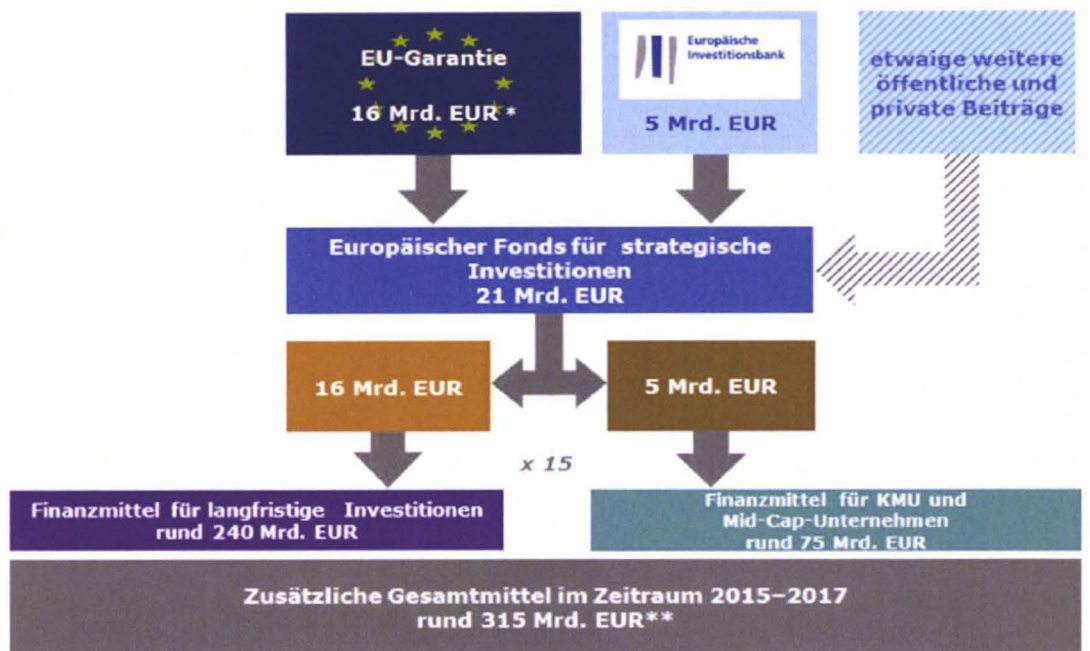 EU-Garantie
16 Mrd. EUR *
Europäische
Investitionsbank
5 Mrd. EUR
etwaige weitere
öffentliche und
private Beiträge
Europäischer Fonds für strategische
Investitionen
21 Mrd. EUR
16 Mrd. EUR
5 Mrd. EUR
x 15
Finanzmittel für langfristige Investitionen
rund 240 Mrd. EUR
Finanzmittel für KMU und
Mid-Cap-Unternehmen
rund 75 Mrd. EUR
Zusätzliche Gesamtmittel im Zeitraum 2015–2017
rund 315 Mrd. EUR**